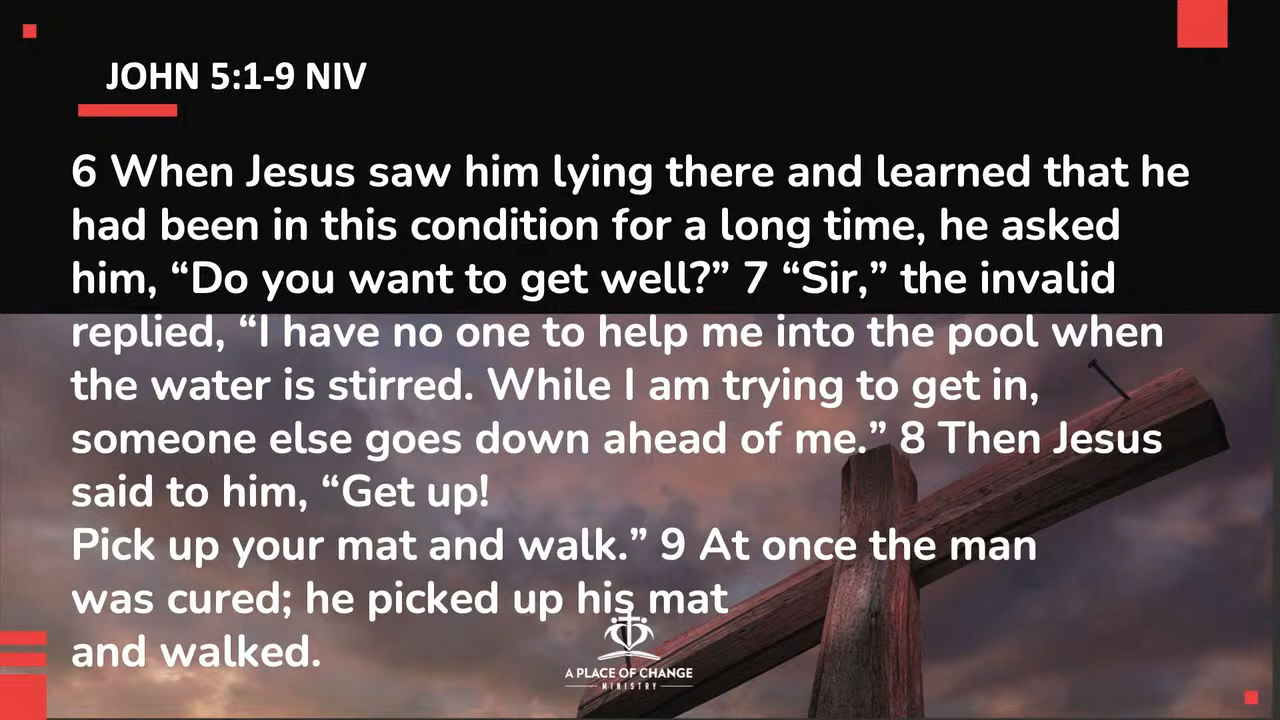 JOHN 5:1-9 NIV
6 When Jesus saw him lying there and learned that he
had been in this condition for a long time, he asked
him, “Do you want to get well?” 7 “Sir,” the invalid
replied, “I have no one to help me into the pool when
the water is stirred. While I am trying to get in,
someone else goes down ahead of me.” 8 Then Jesus
said to him, “Get up!
Pick up your mat and walk.” 9 At once the man
was cured; he picked up his mat
and walked.
A PLACE OF CHANGE
MINISTRY